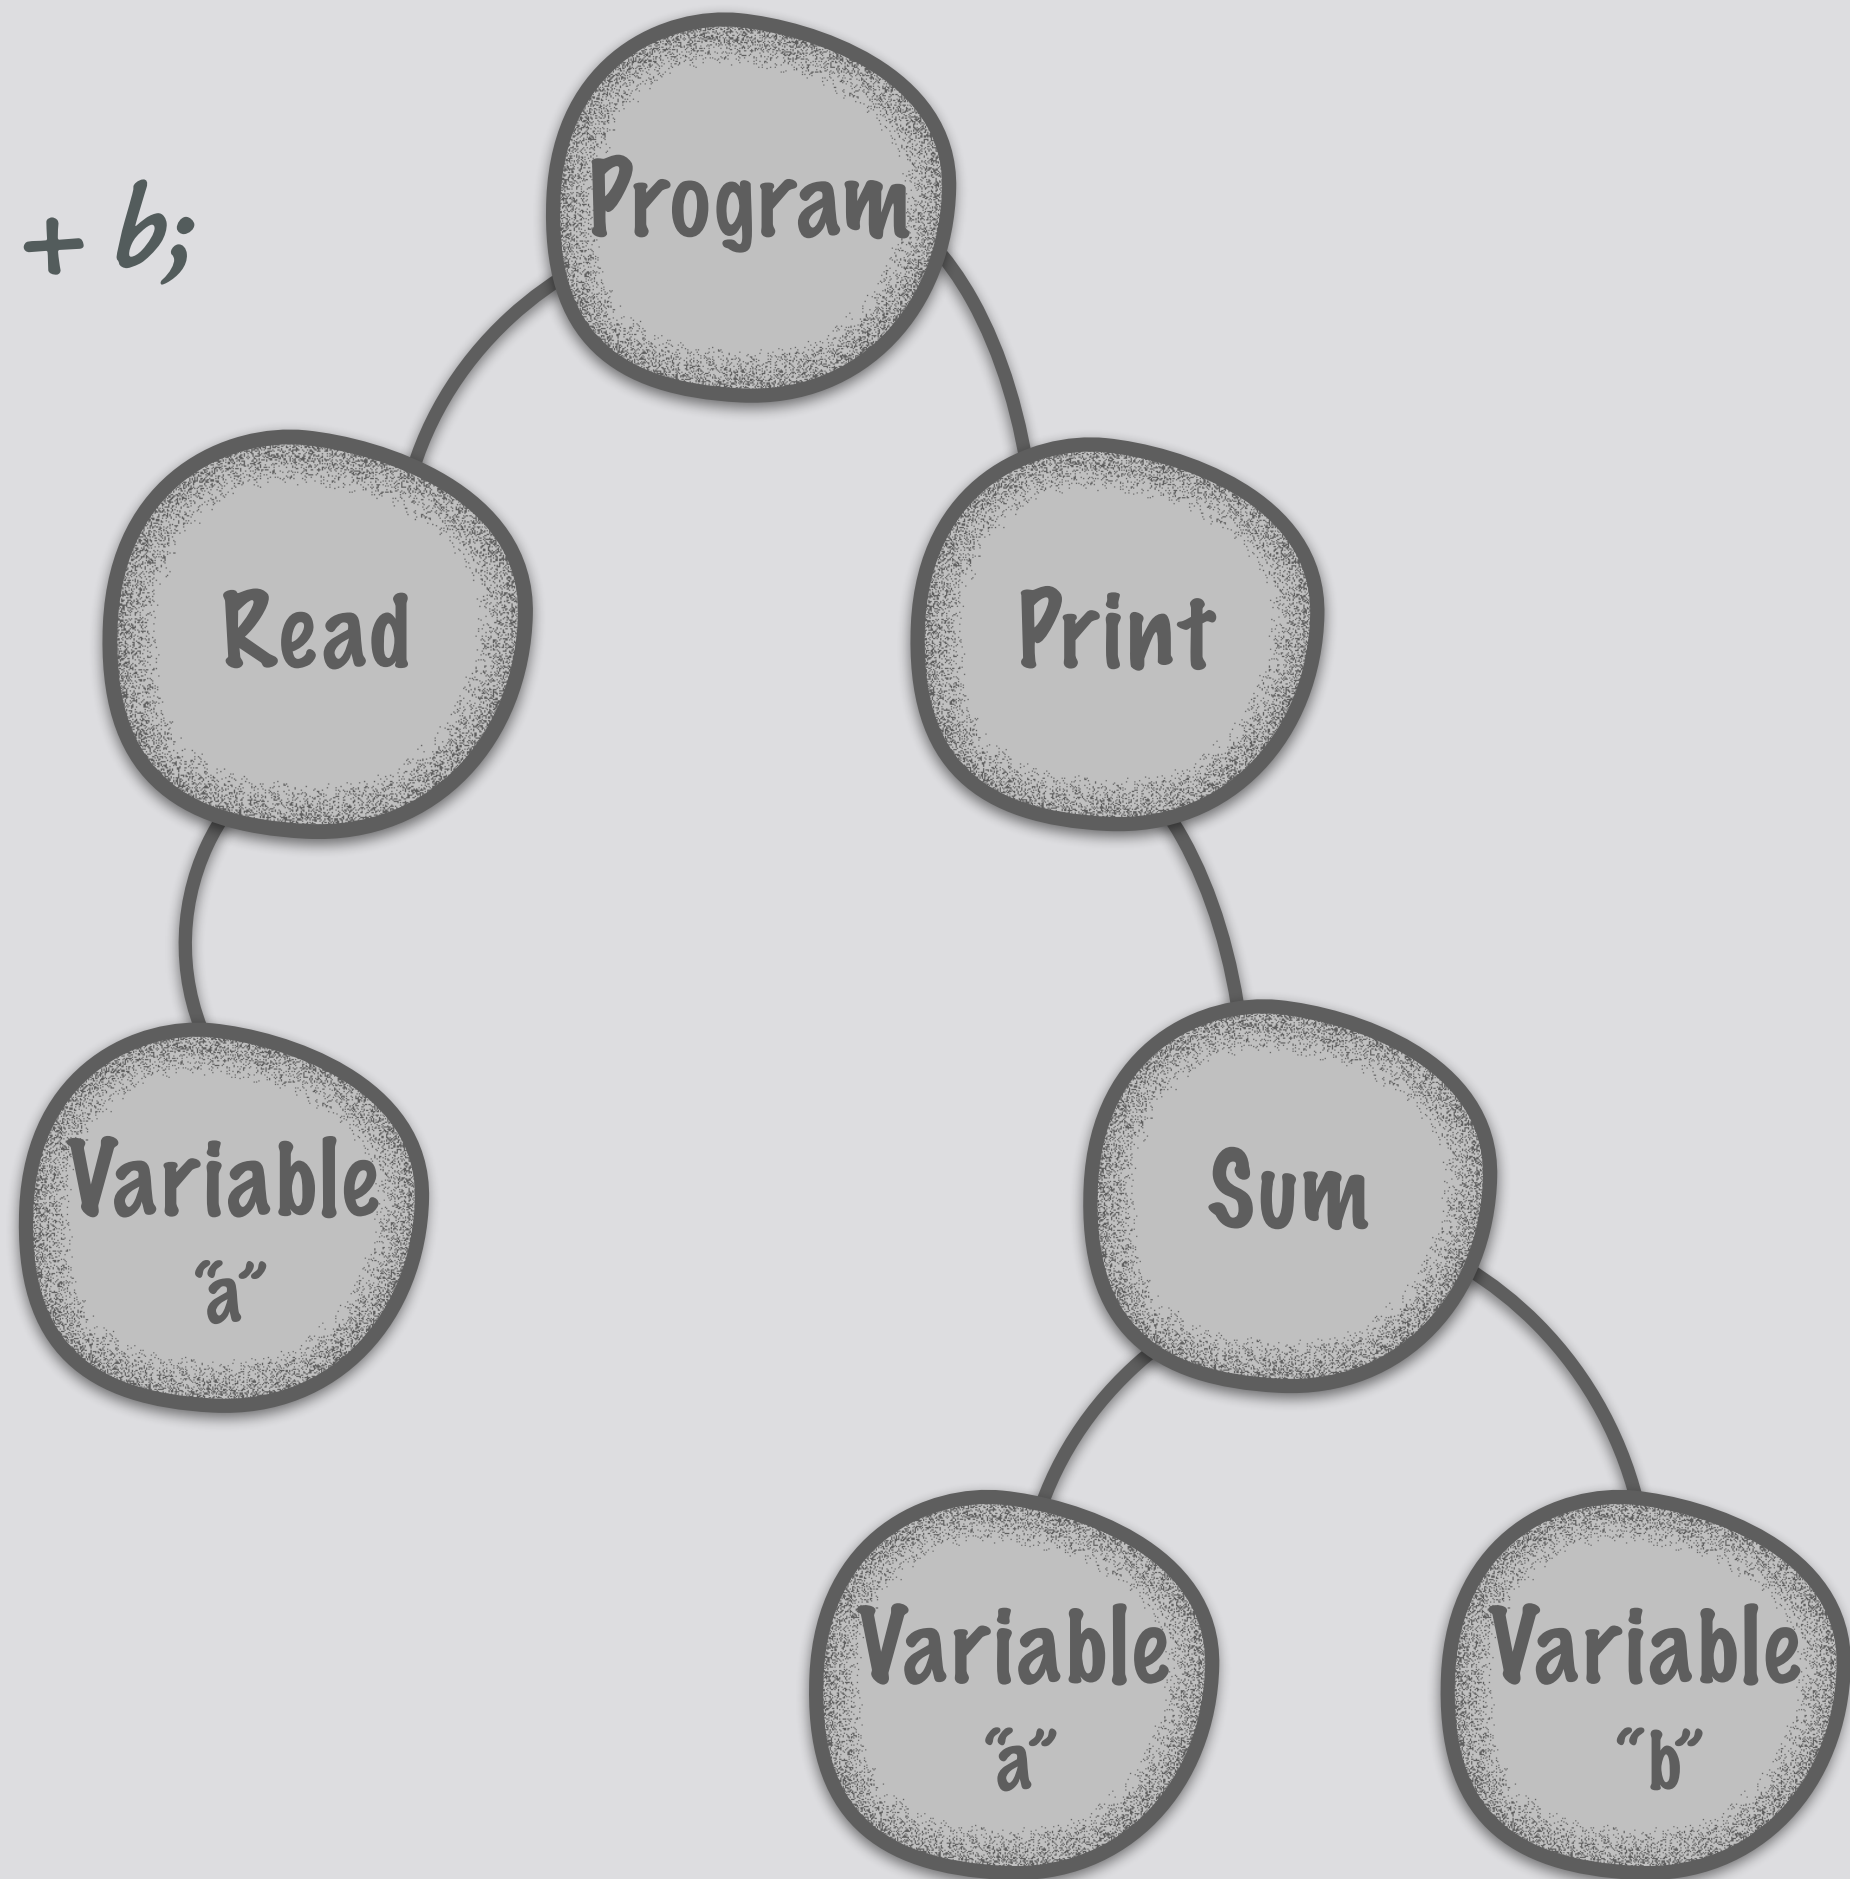 + b;
Program
Read
Print
Variable
“a”
Sum
Variable
“a”
Variable
“b”